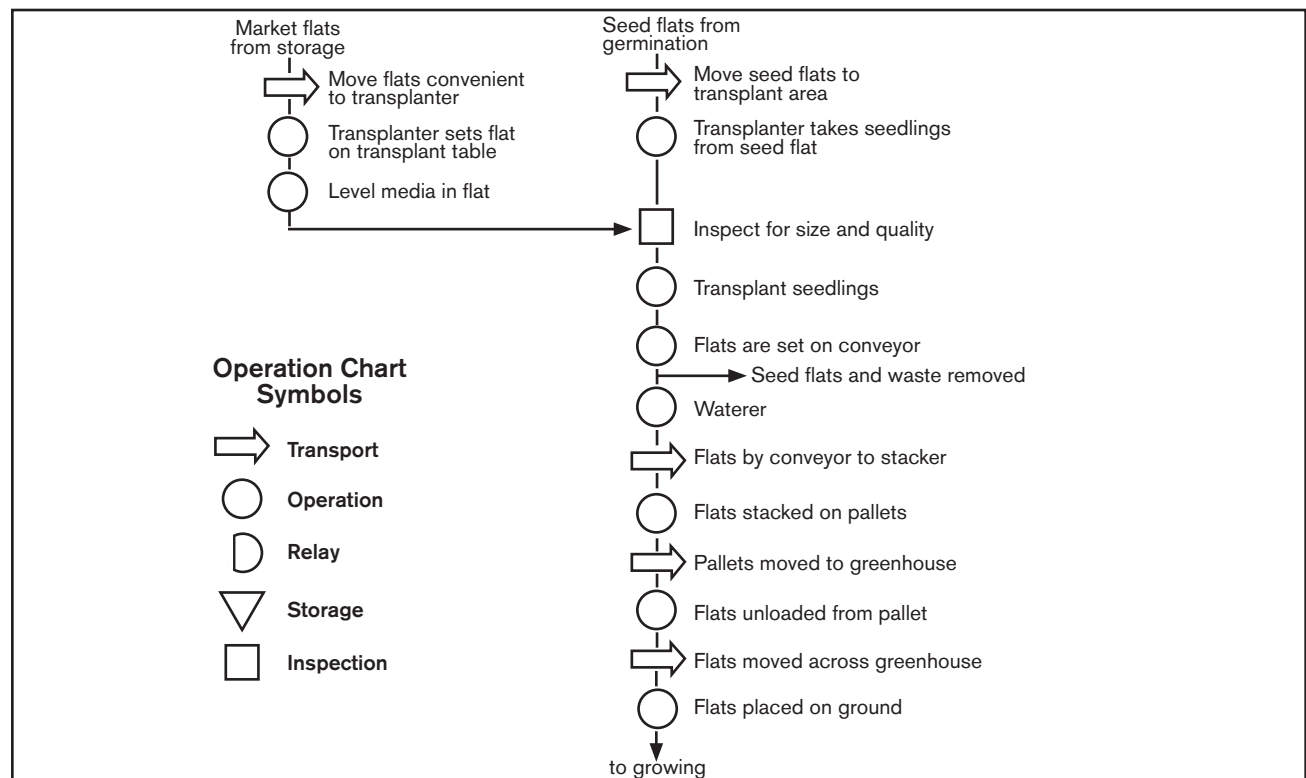 Market flats
from storage
Move flats convenient
to transplanter
Transplanter sets flat
on transplant table
Level media in flat
Seed flats from
germination
Move seed flats to
transplant area
Transplanter takes seedlings
from seed flat
Inspect for size and quality
Transplant seedlings
Flats are set on conveyor
Seed flats and waste removed
Waterer
Flats by conveyor to stacker
Flats stacked on pallets
Pallets moved to greenhouse
Flats unloaded from pallet
Flats moved across greenhouse
Flats placed on ground
to growing
Operation Chart
Symbols
Transport
Operation
Relay
Storage
Inspection